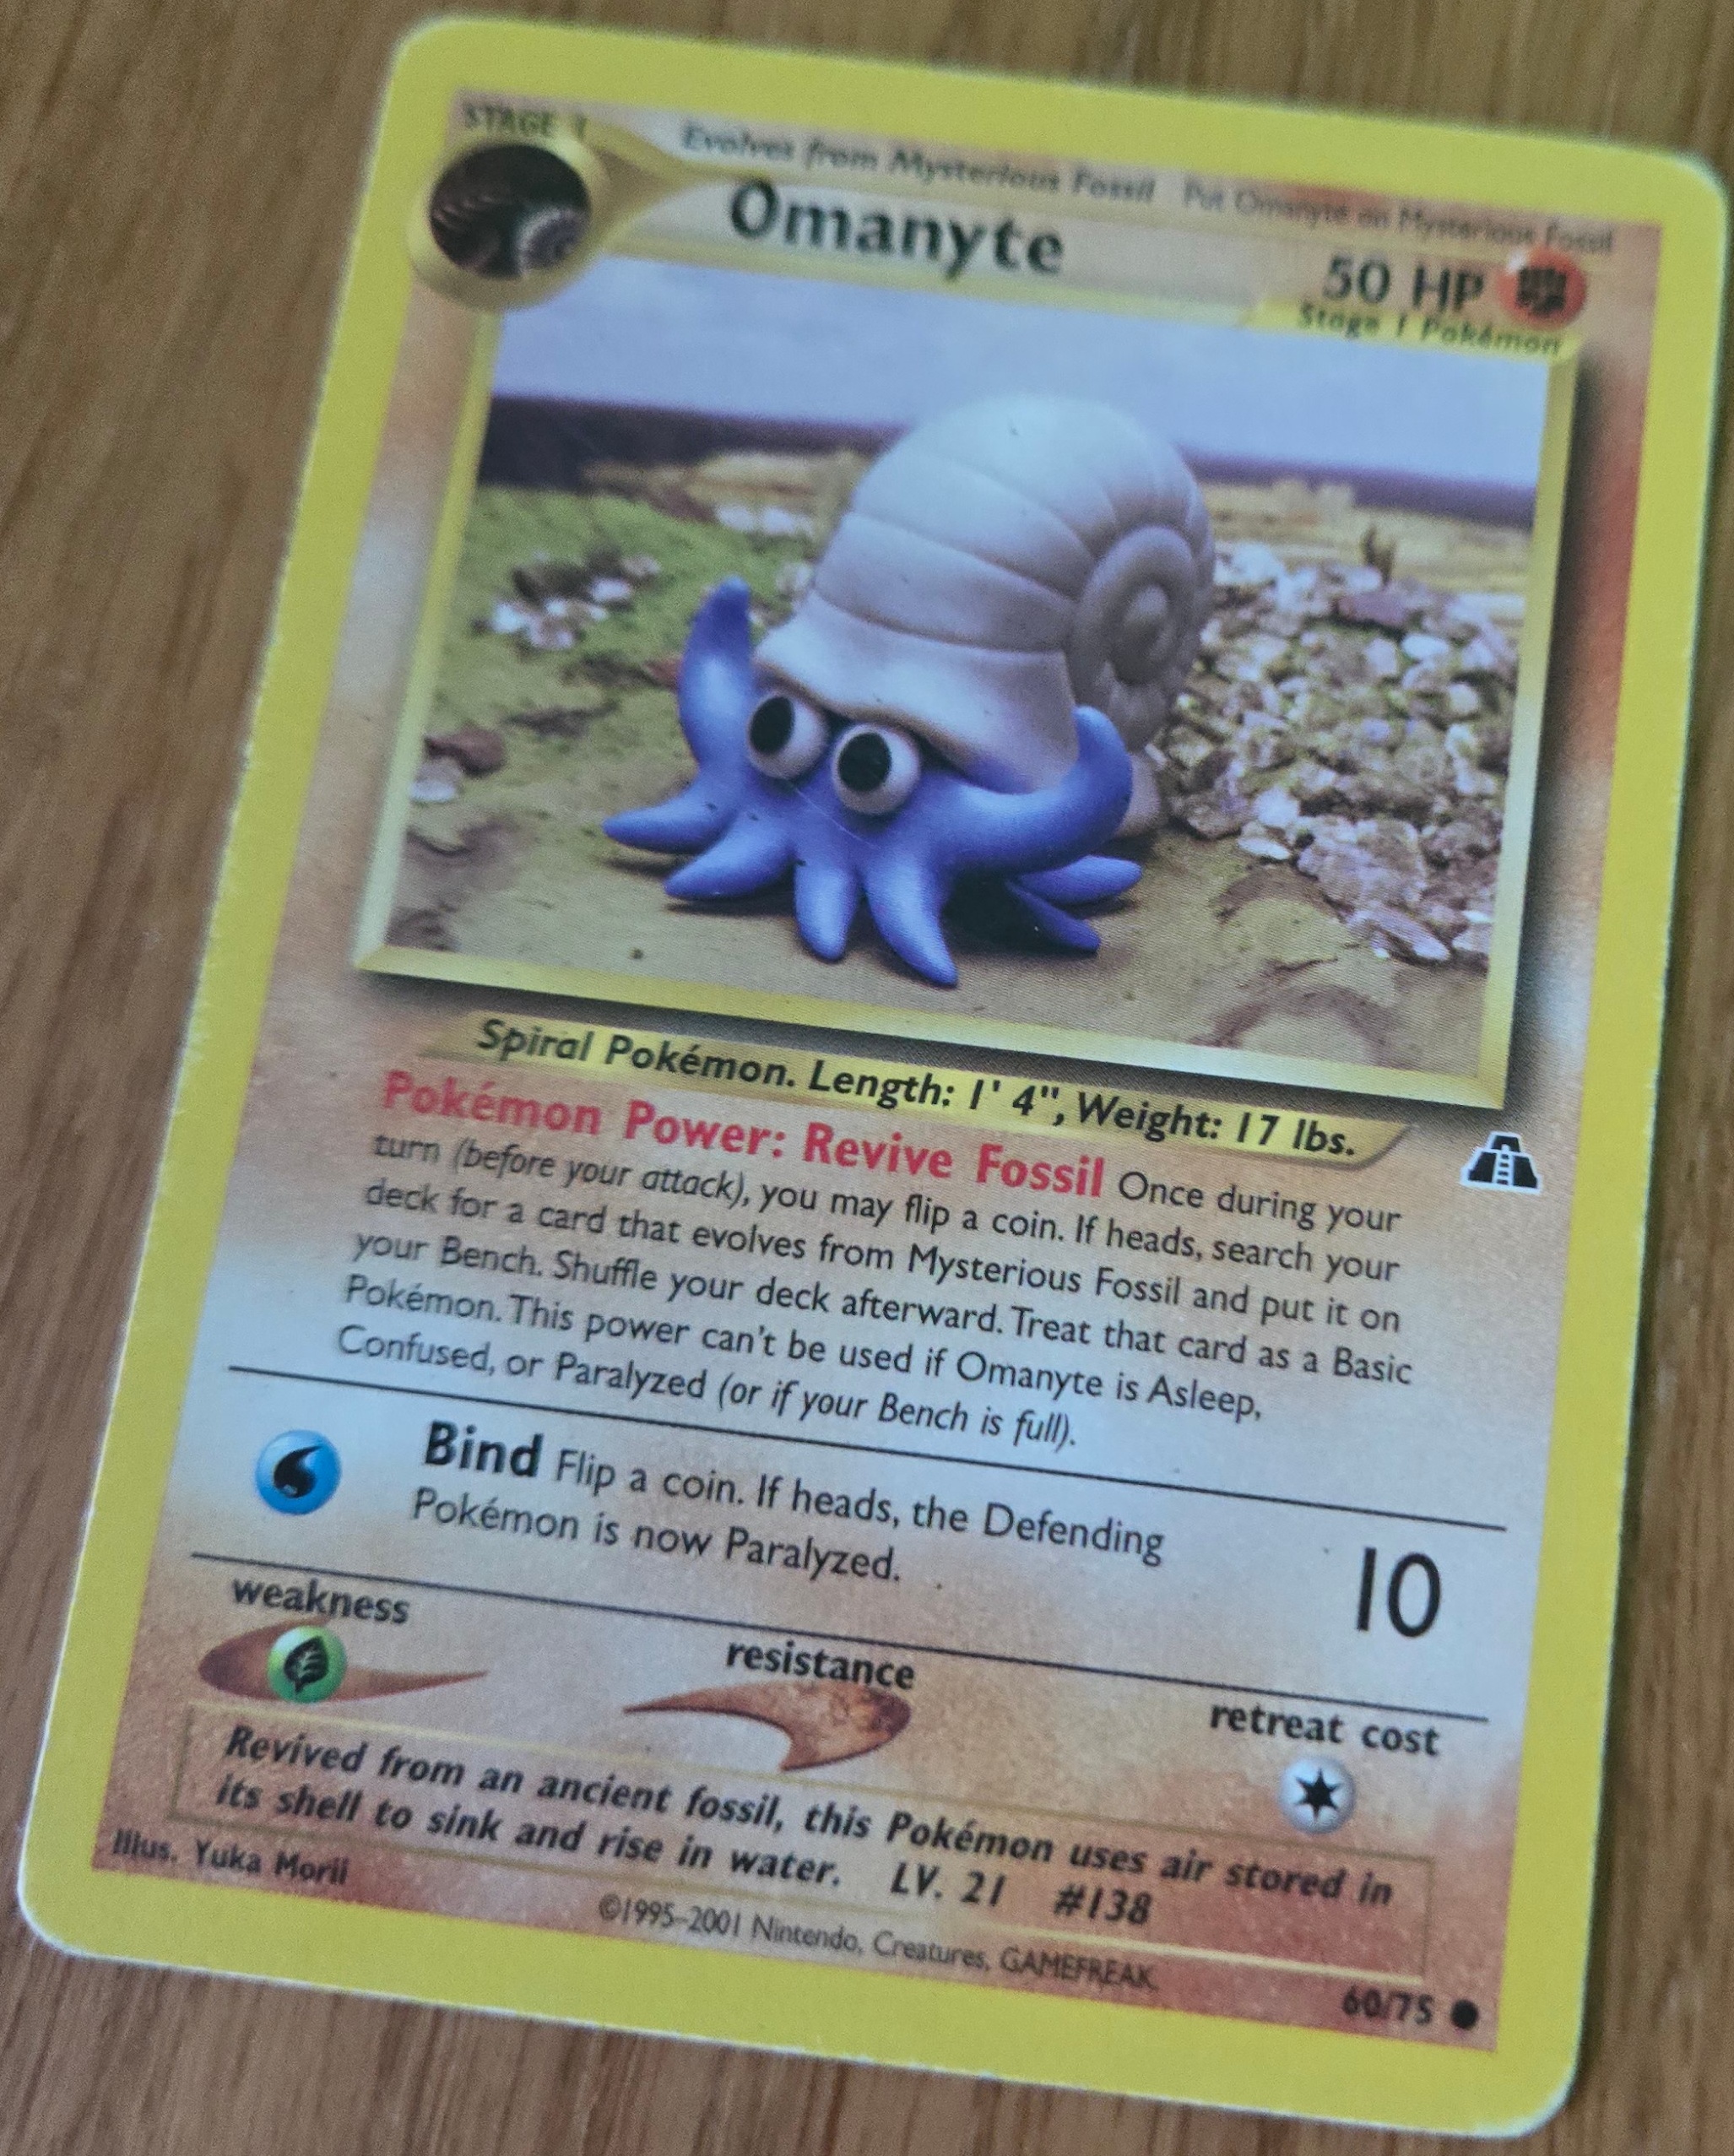 STAGE 1
Evolves from Mysterious Fossil Put Omanyte on Mysterious Fossil
Omanyte
50 HP
Stage 1 Pokémon
Spiral Pokémon. Length: 1' 4", Weight: 17 lbs.
Pokémon Power: Revive Fossil Once during your
turn (before your attack), you may flip a coin. If heads, search your
deck for a card that evolves from Mysterious Fossil and put it on
your Bench. Shuffle your deck afterward. Treat that card as a Basic
Pokémon. This power can't be used if Omanyte is Asleep,
Confused, or Paralyzed (or if your Bench is full).
Bind Flip a coin. If heads, the Defending
Pokémon is now Paralyzed.
10
weakness
resistance
retreat cost
Revived from an ancient fossil, this Pokémon uses air stored in
its shell to sink and rise in water. LV. 21 #138
Illus. Yuka Morii
©1995-2001 Nintendo, Creatures, GAMEFREAK.
60/75